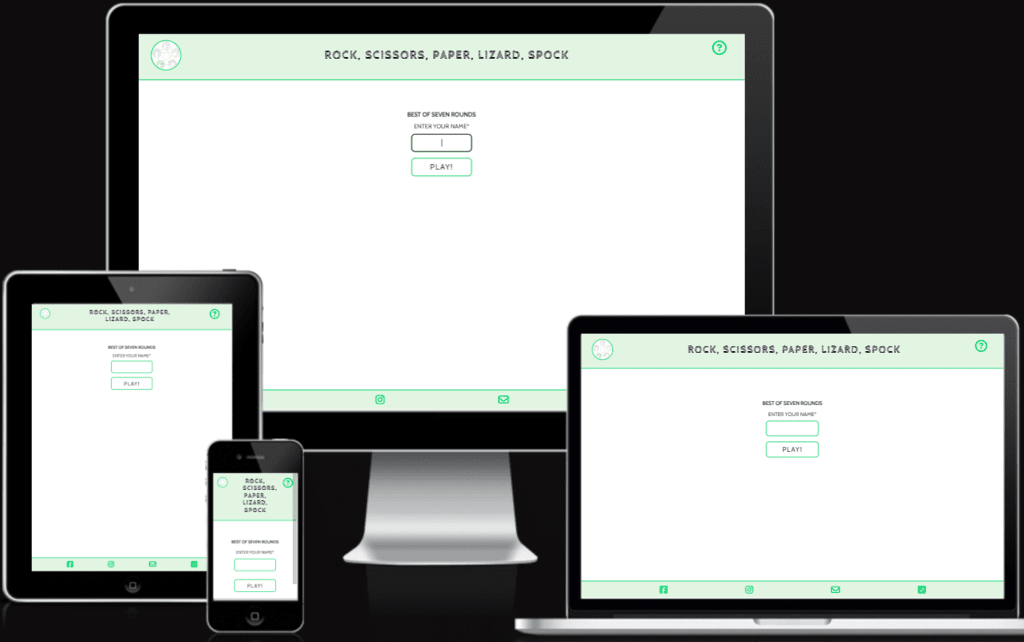 ROCK, SCISSORS, PAPER, LIZARD, SPOCK
?
BEST OF SEVEN ROUNDS
ENTER YOUR NAME*
PLAY!
ROCK, SCISSORS, PAPER,
LIZARD, SPOCK
?
BEST OF SEVEN ROUNDS
ENTER YOUR NAME*
PLAY!
ROCK,
SCISSORS,
PAPER,
LIZARD,
SPOCK
?
BEST OF SEVEN ROUNDS
ENTER YOUR NAME*
PLAY!
ROCK, SCISSORS, PAPER, LIZARD, SPOCK
?
BEST OF SEVEN ROUNDS
ENTER YOUR NAME*
PLAY!